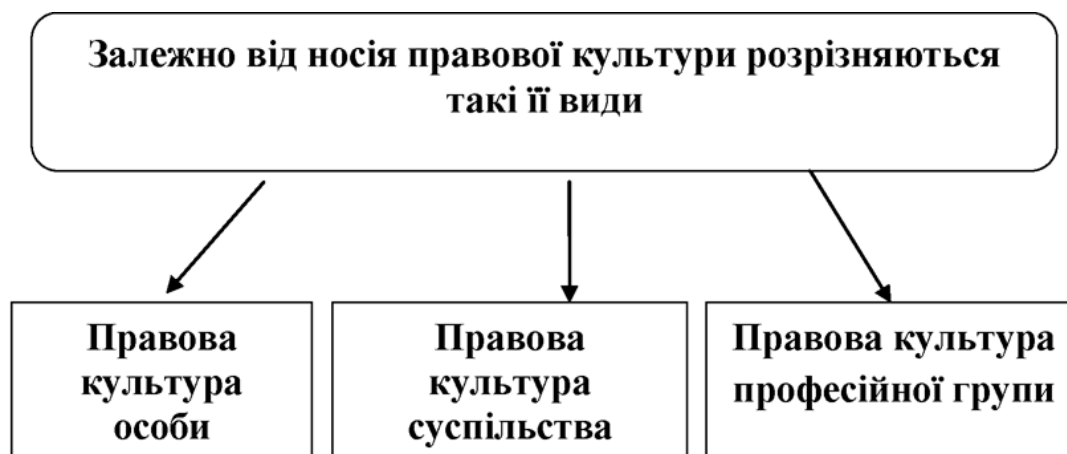 Залежно від носія правової культури розрізняються
такі її види
Правова
культура
особи
Правова
культура
суспільства
Правова культура
професійної групи